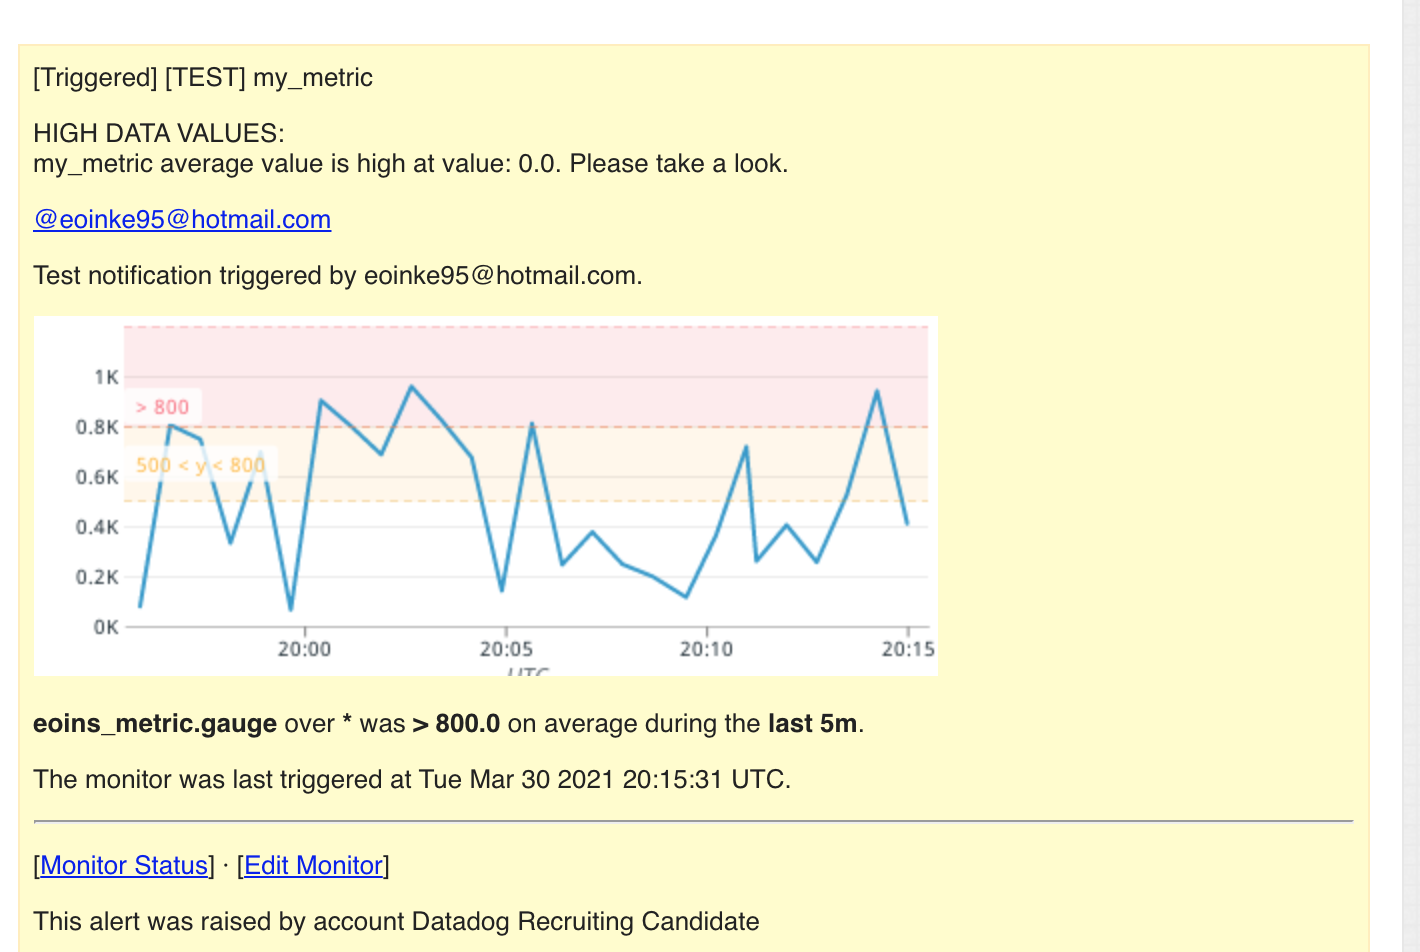 [Triggered] [TEST] my_metric
HIGH DATA VALUES:
my_metric average value is high at value: 0.0. Please take a look.
@eoinke95@hotmail.com
Test notification triggered by eoinke95@hotmail.com.
1K
> 800
0.8K
500 < y < 800
0.6K
0.4K
0.2K
0K
20:00 20:05 20:10 20:15
UTC
eoins_metric.gauge over * was > 800.0 on average during the last 5m.
The monitor was last triggered at Tue Mar 30 2021 20:15:31 UTC.
[Monitor Status] · [Edit Monitor]
This alert was raised by account Datadog Recruiting Candidate